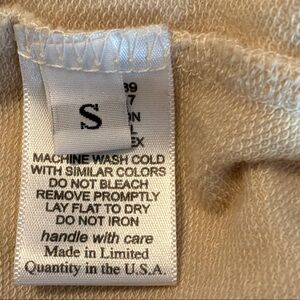 S
MACHINE WASH COLD
WITH SIMILAR COLORS
DO NOT BLEACH
REMOVE PROMPTLY
LAY FLAT TO DRY
DO NOT IRON
handle with care
Made in Limited
Quantity in the U.S.A.